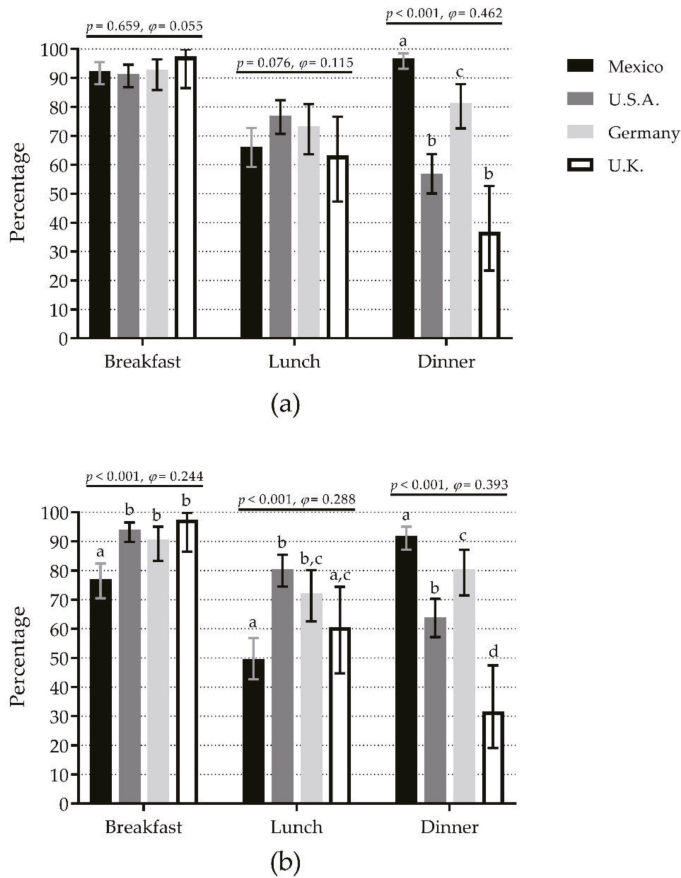 p = 0.659, φ = 0.055
p = 0.076, φ = 0.115
p < 0.001, φ = 0.462
a
b
c
b
Mexico
U.S.A.
Germany
U.K.
Percentage
100
90
80
70
60
50
40
30
20
10
0
Breakfast Lunch Dinner
(a)
p < 0.001, φ = 0.244
p < 0.001, φ = 0.288
p < 0.001, φ = 0.393
a
b
b
b
a
b
b,c
a,c
a
b
c
d
Percentage
100
90
80
70
60
50
40
30
20
10
0
Breakfast Lunch Dinner
(b)